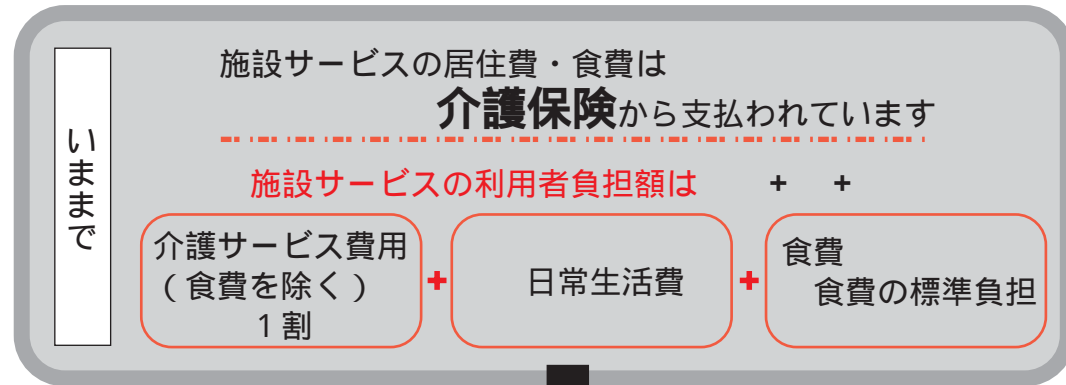 いままで
施設サービスの居住費・食費は
介護保険から支払われています
施設サービスの利用者負担額は　＋　＋
介護サービス費用
（食費を除く）
１割
+
日常生活費
+
食費
食費の標準負担